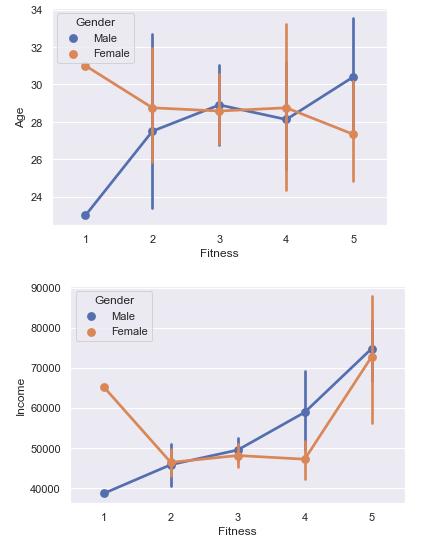 34
Gender
Male
Female
32
30
28
26
24
Age
1 2 3 4 5
Fitness
90000
Gender
Male
Female
80000
70000
60000
50000
40000
Income
1 2 3 4 5
Fitness